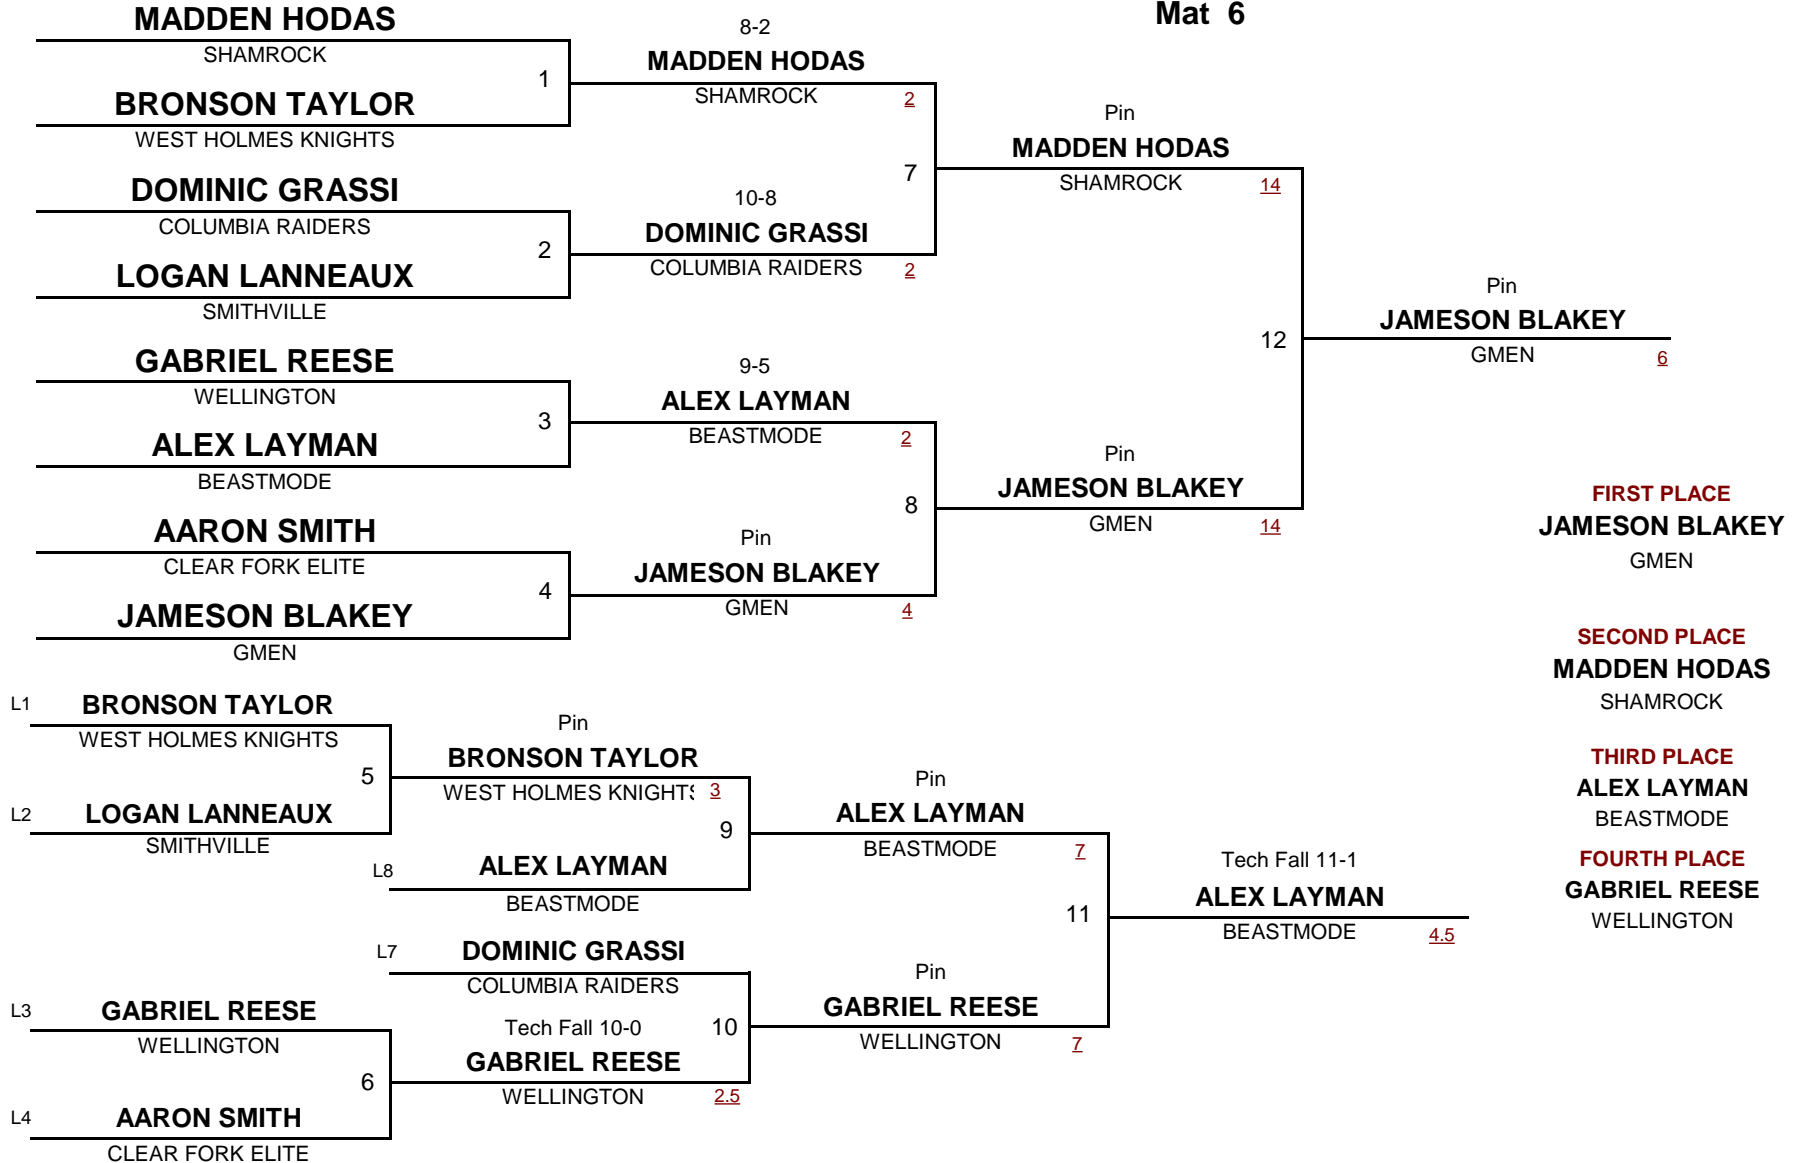 Mat 6
MADDEN HODAS
SHAMROCK
1
BRONSON TAYLOR
WEST HOLMES KNIGHTS
DOMINIC GRASSI
COLUMBIA RAIDERS
2
LOGAN LANNEAUX
SMITHVILLE
GABRIEL REESE
WELLINGTON
3
ALEX LAYMAN
BEASTMODE
AARON SMITH
CLEAR FORK ELITE
4
JAMESON BLAKEY
GMEN
8-2
MADDEN HODAS
SHAMROCK 2
7
10-8
DOMINIC GRASSI
COLUMBIA RAIDERS 2
9-5
ALEX LAYMAN
BEASTMODE 2
8
Pin
JAMESON BLAKEY
GMEN 4
Pin
MADDEN HODAS
SHAMROCK 14
12
Pin
JAMESON BLAKEY
GMEN 14
Pin
JAMESON BLAKEY
GMEN 6
FIRST PLACE
JAMESON BLAKEY
GMEN
SECOND PLACE
MADDEN HODAS
SHAMROCK
THIRD PLACE
ALEX LAYMAN
BEASTMODE
FOURTH PLACE
GABRIEL REESE
WELLINGTON
L1 BRONSON TAYLOR
WEST HOLMES KNIGHTS
5
L2 LOGAN LANNEAUX
SMITHVILLE
L3 GABRIEL REESE
WELLINGTON
6
L4 AARON SMITH
CLEAR FORK ELITE
Pin
BRONSON TAYLOR
WEST HOLMES KNIGHTS 3
9
L8 ALEX LAYMAN
BEASTMODE
L7 DOMINIC GRASSI
COLUMBIA RAIDERS
10
Tech Fall 10-0
GABRIEL REESE
WELLINGTON 2.5
Pin
ALEX LAYMAN
BEASTMODE 7
11
Pin
GABRIEL REESE
WELLINGTON 7
Tech Fall 11-1
ALEX LAYMAN
BEASTMODE 4.5